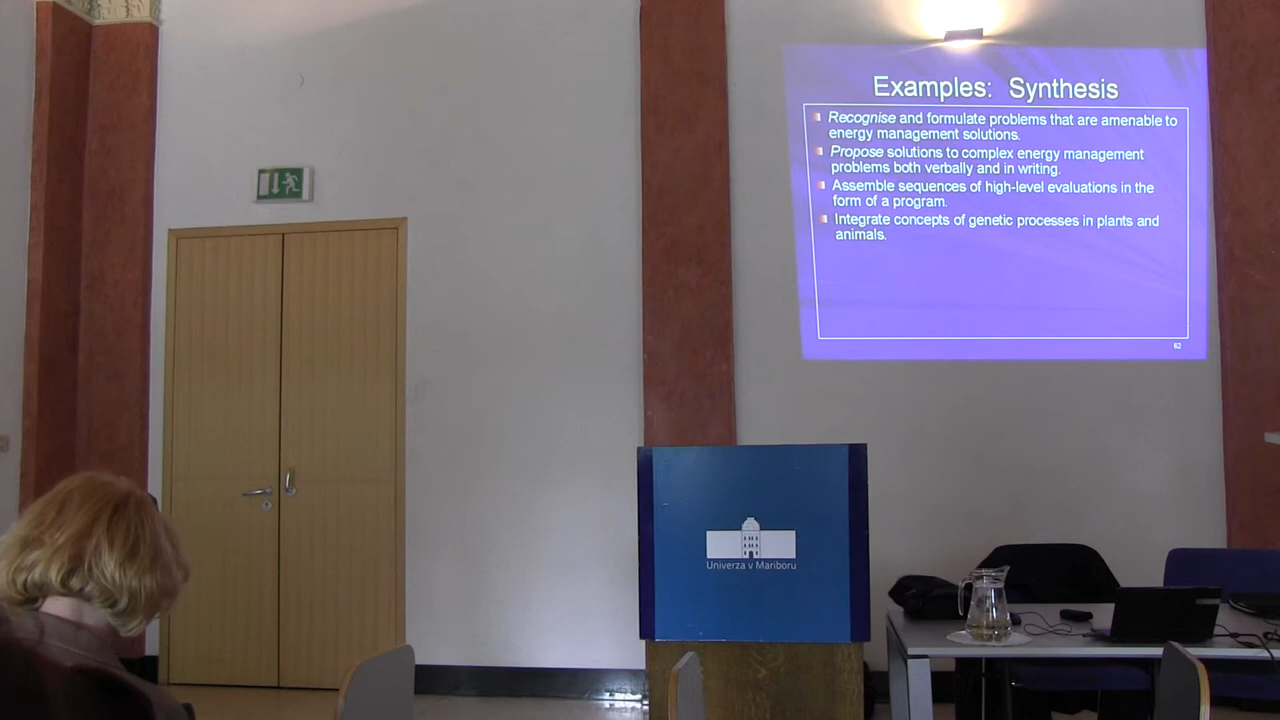 Examples: Synthesis
Recognise and formulate problems that are amenable to
energy management solutions.
Propose solutions to complex energy management
problems both verbally and in writing.
Assemble sequences of high-level evaluations in the
form of a program.
Integrate concepts of genetic processes in plants and
animals.
62
Univerza v Mariboru